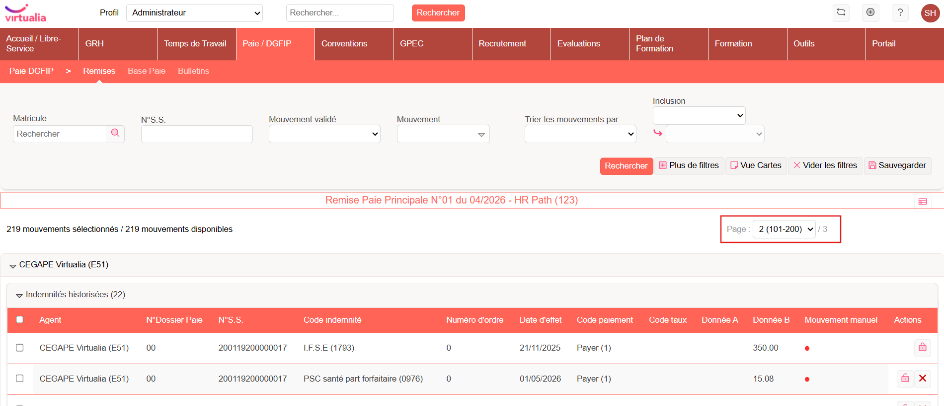 virtualia
Profil Administrateur Rechercher... Rechercher ? SH
Accueil / Libre-Service GRH Temps de Travail Paie / DGFIP Conventions GPEC Recrutement Evaluations Plan de Formation Formation Outils Portail
Paie DGFIP > Remises Base Paie Bulletins
Inclusion
Matricule N°S.S. Mouvement validé Mouvement Trier les mouvements par
Rechercher
Rechercher Plus de filtres Vue Cartes Vider les filtres Sauvegarder
Remise Paie Principale N°01 du 04/2026 - HR Path (123)
219 mouvements sélectionnés / 219 mouvements disponibles Page : 2 (101-200) / 3
CEGAPE Virtualia (E51)
Indemnités historisées (22)
Agent N°Dossier Paie N°S.S. Code indemnité Numéro d'ordre Date d'effet Code paiement Code taux Donnée A Donnée B Mouvement manuel Actions
CEGAPE Virtualia (E51) 00 200119200000017 I.F.S.E (1793) 0 21/11/2025 Payer (1) 350.00
CEGAPE Virtualia (E51) 00 200119200000017 PSC santé part forfaitaire (0976) 0 01/05/2026 Payer (1) 15.08